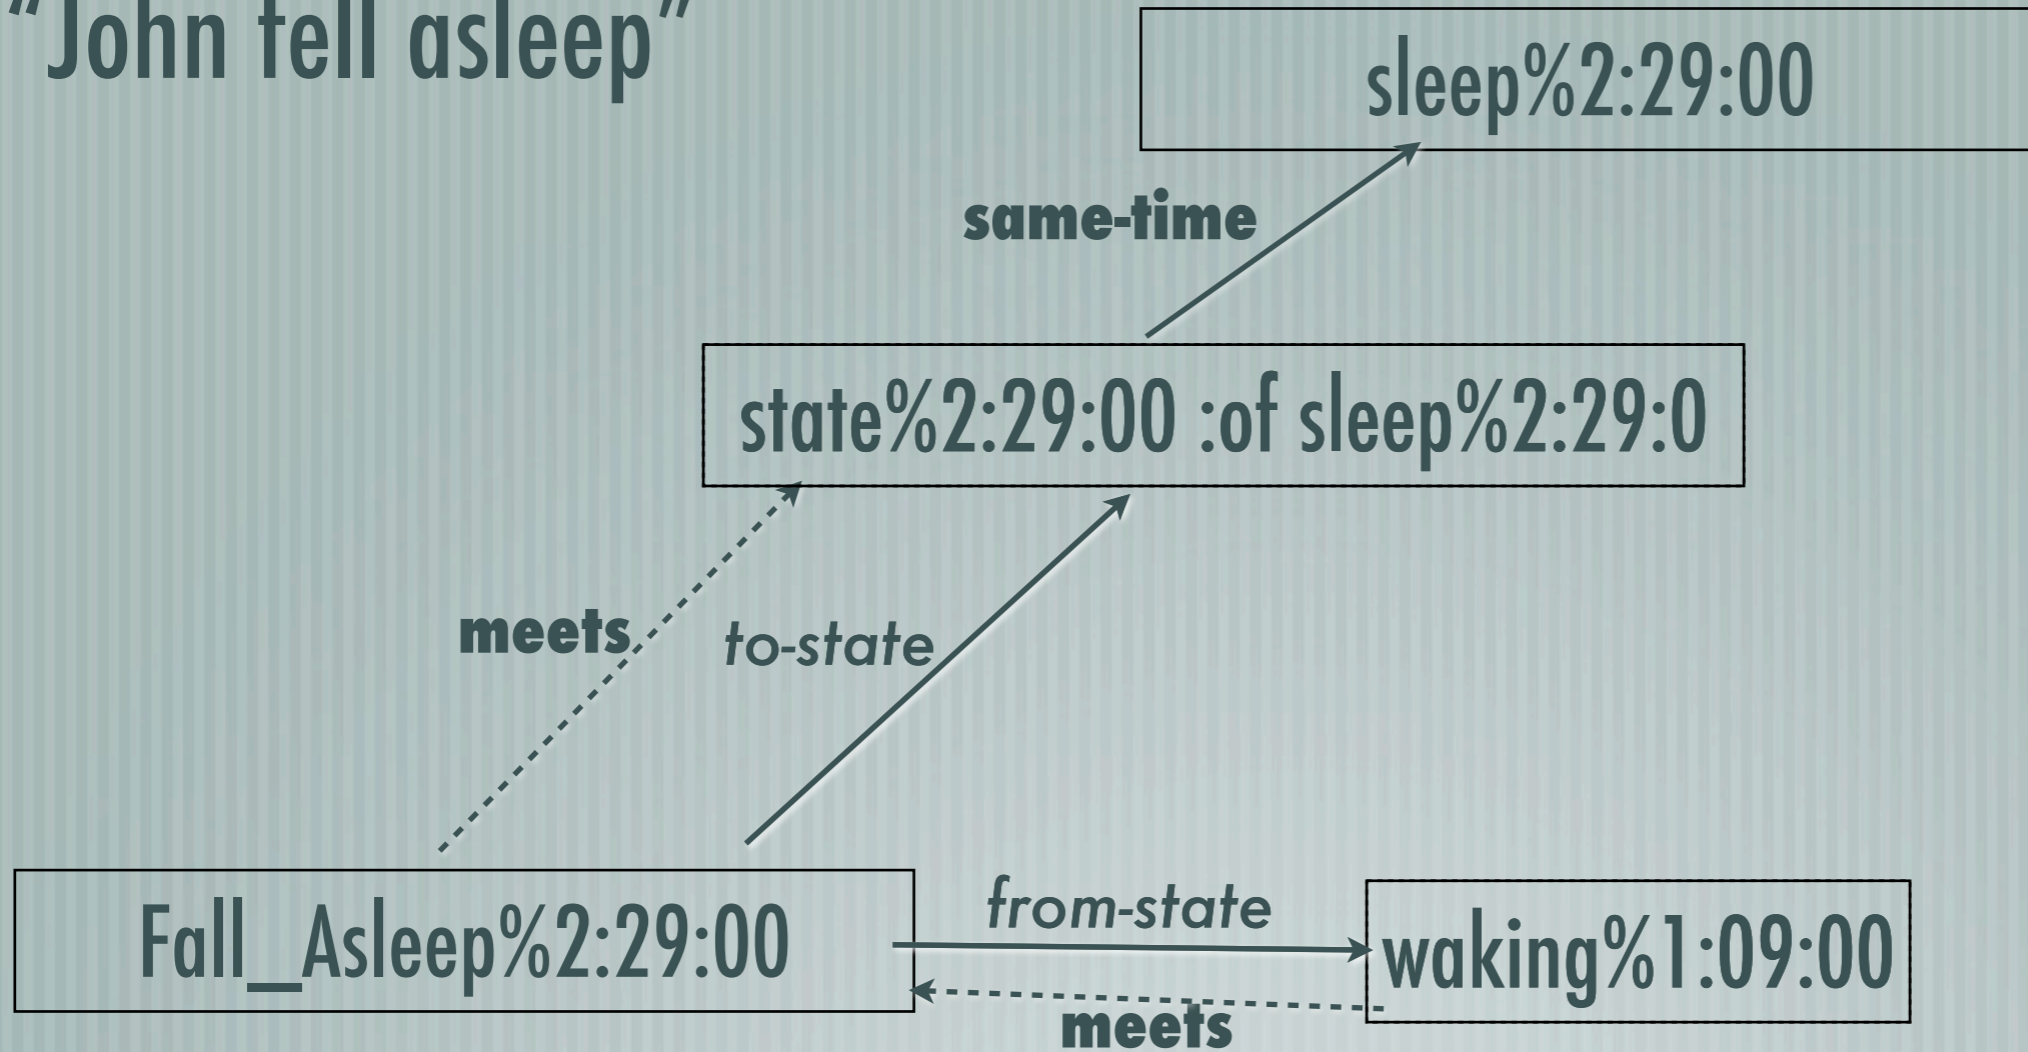 “John fell asleep”
sleep%2:29:00
same-time
state%2:29:00 :of sleep%2:29:0
meets
to-state
Fall_Asleep%2:29:00
from-state
waking%1:09:00
meets